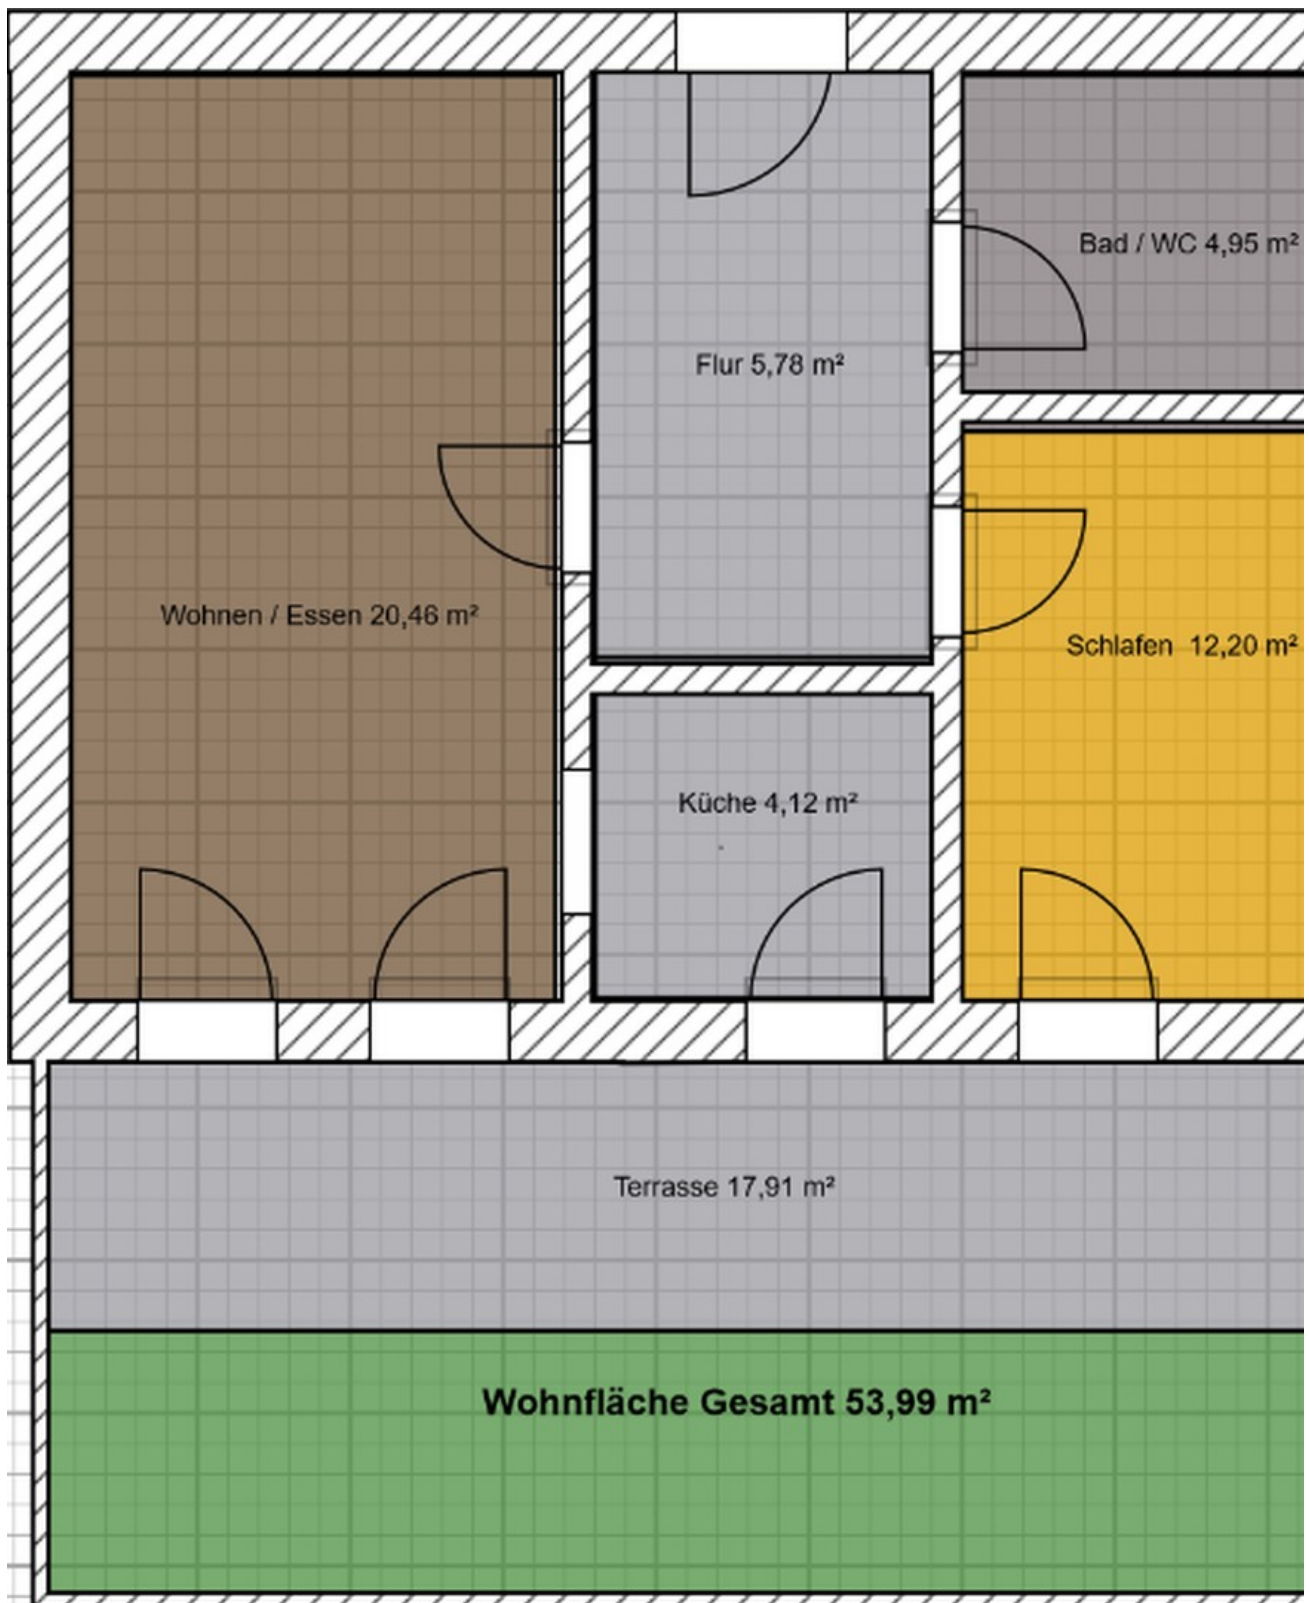 Bad / WC 4,95 m²
Flur 5,78 m²
Wohnen / Essen 20,46 m²
Schlafen 12,20 m²
Küche 4,12 m²
Terrasse 17,91 m²
Wohnfläche Gesamt 53,99 m²